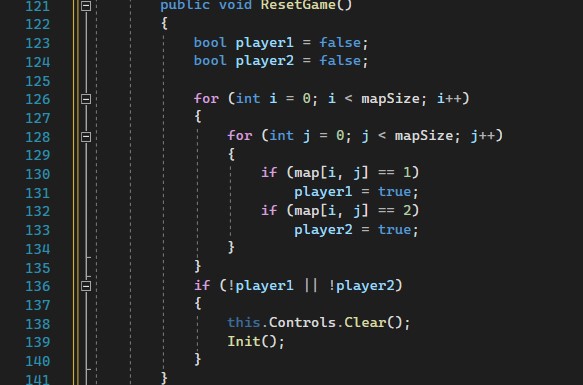 121 public void ResetGame()
122 {
123 bool player1 = false;
124 bool player2 = false;
125
126 for (int i = 0; i < mapSize; i++)
127 {
128 for (int j = 0; j < mapSize; j++)
129 {
130 if (map[i, j] == 1)
131 player1 = true;
132 if (map[i, j] == 2)
133 player2 = true;
134 }
135 }
136 if (!player1 || !player2)
137 {
138 this.Controls.Clear();
139 Init();
140 }
141 }